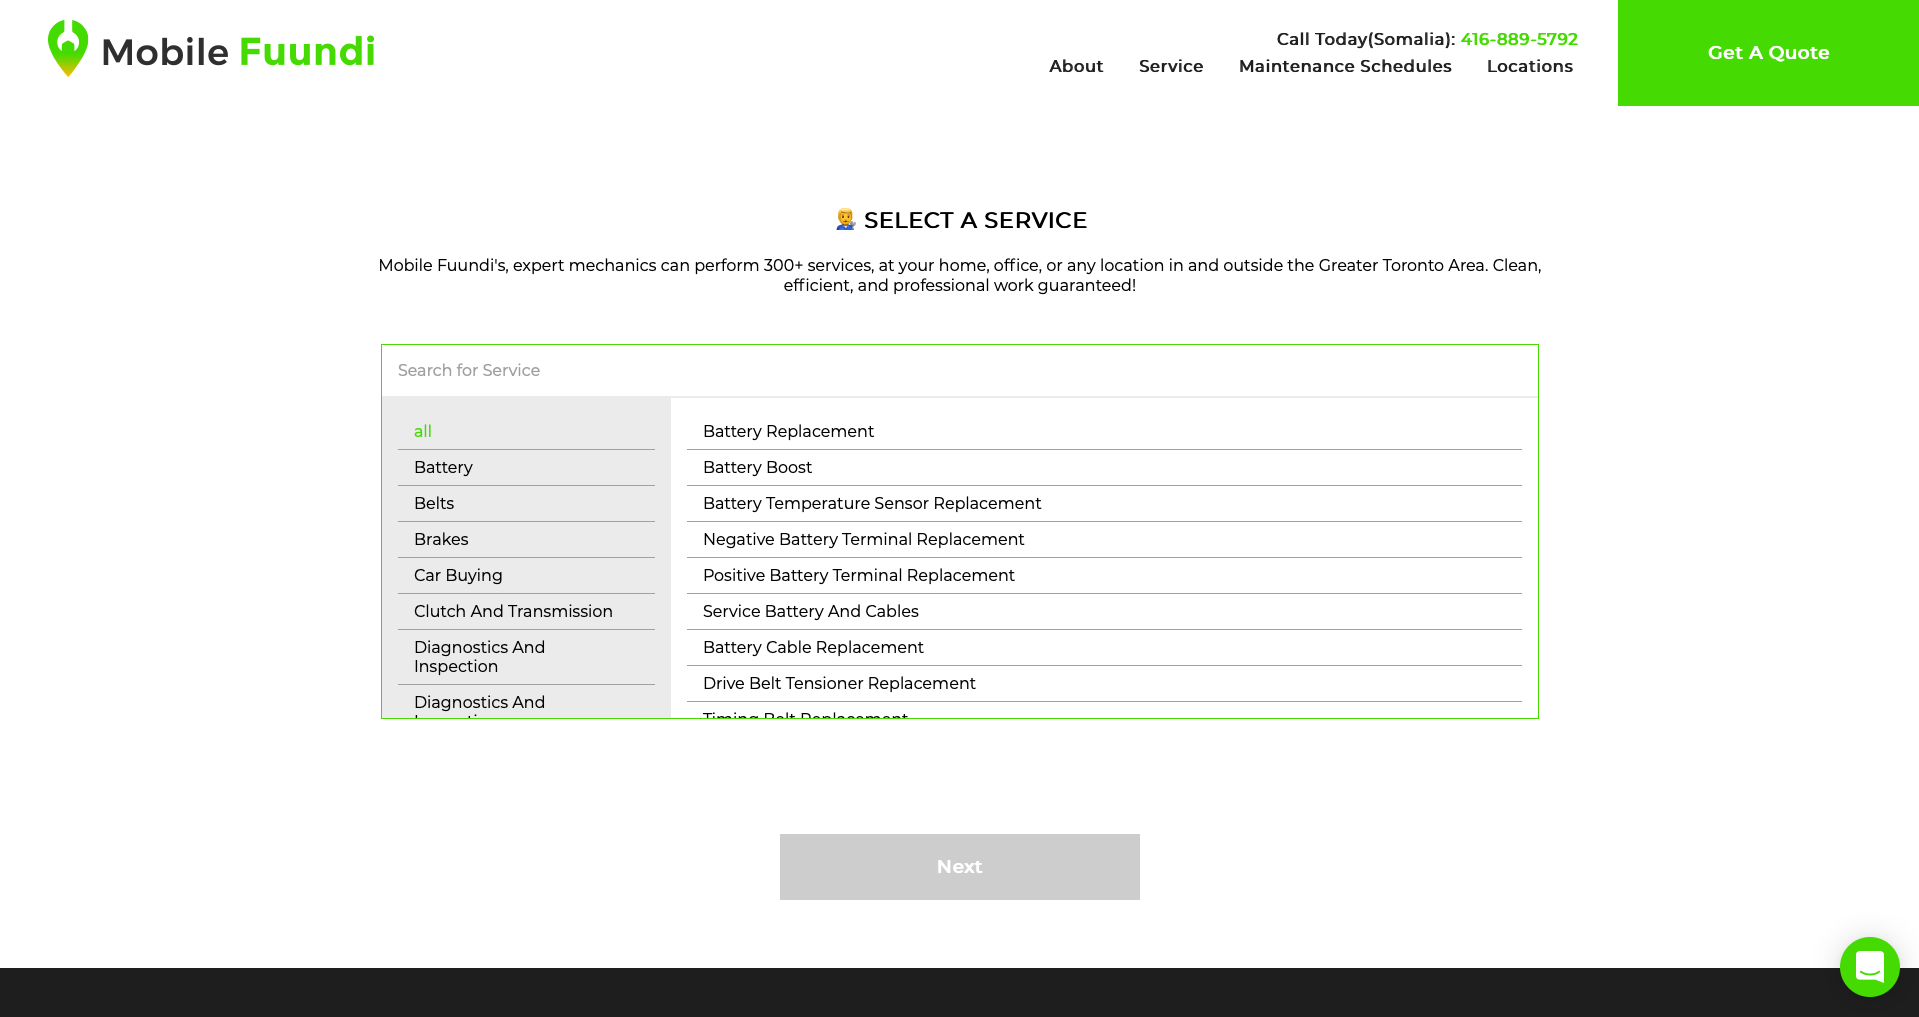 Mobile Fuundi
Call Today(Somalia): 416-889-5792
About Service Maintenance Schedules Locations
Get A Quote
SELECT A SERVICE
Mobile Fuundi's, expert mechanics can perform 300+ services, at your home, office, or any location in and outside the Greater Toronto Area. Clean,
efficient, and professional work guaranteed!
Search for Service
all
Battery
Belts
Brakes
Car Buying
Clutch And Transmission
Diagnostics And
Inspection
Diagnostics And
Battery Replacement
Battery Boost
Battery Temperature Sensor Replacement
Negative Battery Terminal Replacement
Positive Battery Terminal Replacement
Service Battery And Cables
Battery Cable Replacement
Drive Belt Tensioner Replacement
Timing Belt Replacement
Next